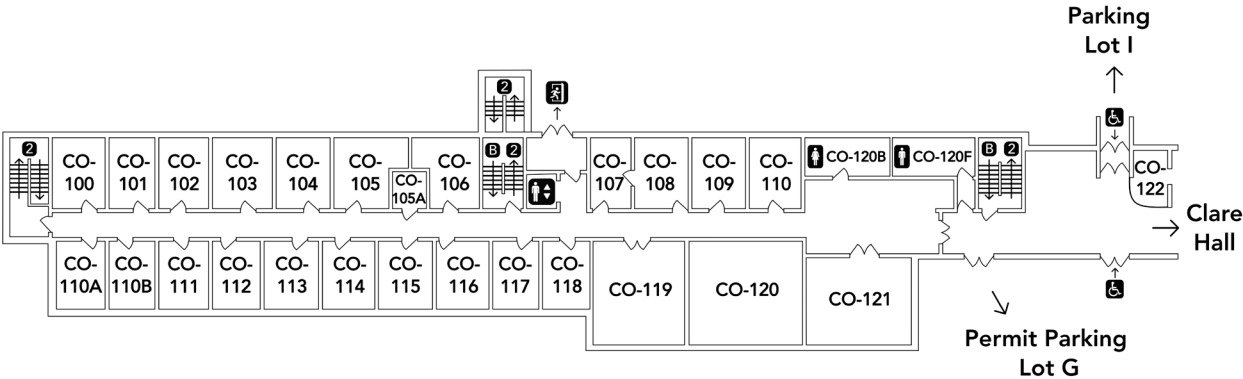 Parking
Lot I
2
2
B 2
B 2
CO-
100
CO-
101
CO-
102
CO-
103
CO-
104
CO-
105
CO-
105A
CO-
106
CO-
107
CO-
108
CO-
109
CO-
110
CO-120B
CO-120F
CO-
122
Clare
Hall
CO-
110A
CO-
110B
CO-
111
CO-
112
CO-
113
CO-
114
CO-
115
CO-
116
CO-
117
CO-
118
CO-119
CO-120
CO-121
Permit Parking
Lot G